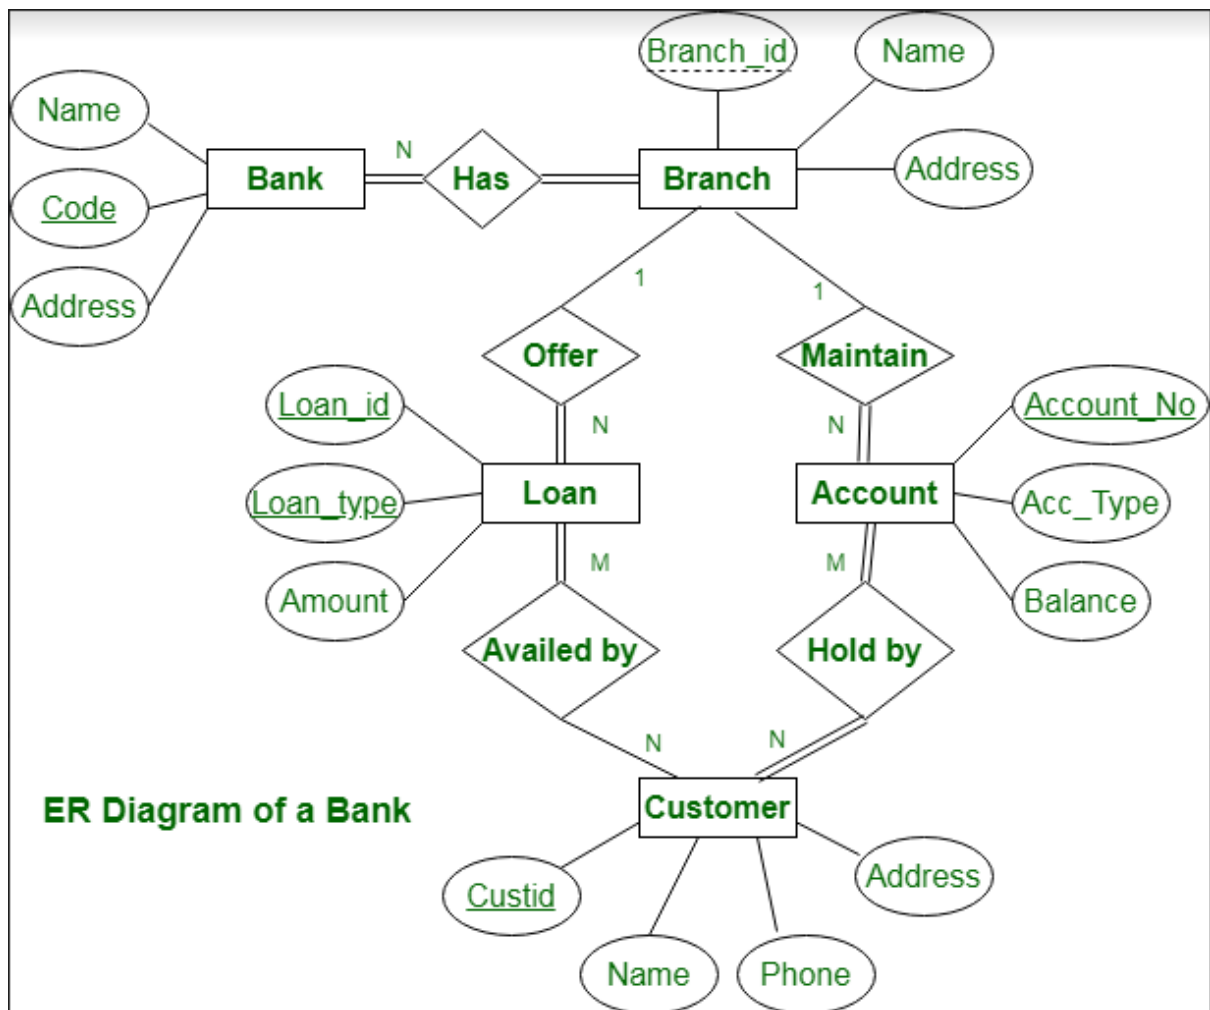 Branch_id
Name
Name
N
Bank
Has
Branch
Address
Code
Address
1
1
Offer
Maintain
Loan_id
N
N
Account_No
Loan_type
Loan
Account
Acc_Type
Amount
M
M
Balance
Availed by
Hold by
N
N
ER Diagram of a Bank
Customer
Custid
Address
Name
Phone